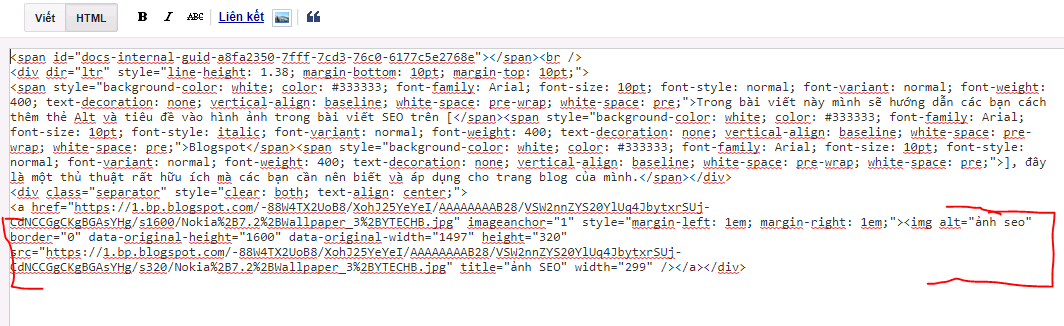 Viết HTML B I ABC Liên kết
<span id="docs-internal-guid-a8fa2350-7fff-7cd3-76c0-6177c5e2768e"></span><br />
<div dir="ltr" style="line-height: 1.38; margin-bottom: 10pt; margin-top: 10pt;">
<span style="background-color: white; color: #333333; font-family: Arial; font-size: 10pt; font-style: normal; font-variant: normal; font-weight:
400; text-decoration: none; vertical-align: baseline; white-space: pre-wrap; white-space: pre;">Trong bài viết này mình sẽ hướng dẫn các bạn cách
thêm thẻ Alt và tiêu đề vào hình ảnh trong bài viết SEO trên [</span><span style="background-color: white; color: #333333; font-family: Arial;
font-size: 10pt; font-style: italic; font-variant: normal; font-weight: 400; text-decoration: none; vertical-align: baseline; white-space: pre-
wrap; white-space: pre;">Blogspot</span><span style="background-color: white; color: #333333; font-family: Arial; font-size: 10pt; font-style:
normal; font-variant: normal; font-weight: 400; text-decoration: none; vertical-align: baseline; white-space: pre-wrap; white-space: pre;">], đây
là một thủ thuật rất hữu ích mà các bạn cần nên biết và áp dụng cho trang blog của mình.</span></div>
<div class="separator" style="clear: both; text-align: center;">
<a href="https://1.bp.blogspot.com/-88W4TX2UoB8/XohJ25YeYeI/AAAAAAAAB28/VSW2nnZYS20YlUq4JbytxrSUj-
CdNCCGgCKgBGAsYHg/s1600/Nokia%2B7.2%2BWallpaper_3%2BYTECHB.jpg" imageanchor="1" style="margin-left: 1em; margin-right: 1em;"><img alt="ảnh seo"
border="0" data-original-height="1600" data-original-width="1497" height="320"
src="https://1.bp.blogspot.com/-88W4TX2UoB8/XohJ25YeYeI/AAAAAAAAB28/VSW2nnZYS20YlUq4JbytxrSUj-
CdNCCGgCKgBGAsYHg/s320/Nokia%2B7.2%2BWallpaper_3%2BYTECHB.jpg" title="ảnh SEO" width="299" /></a></div>